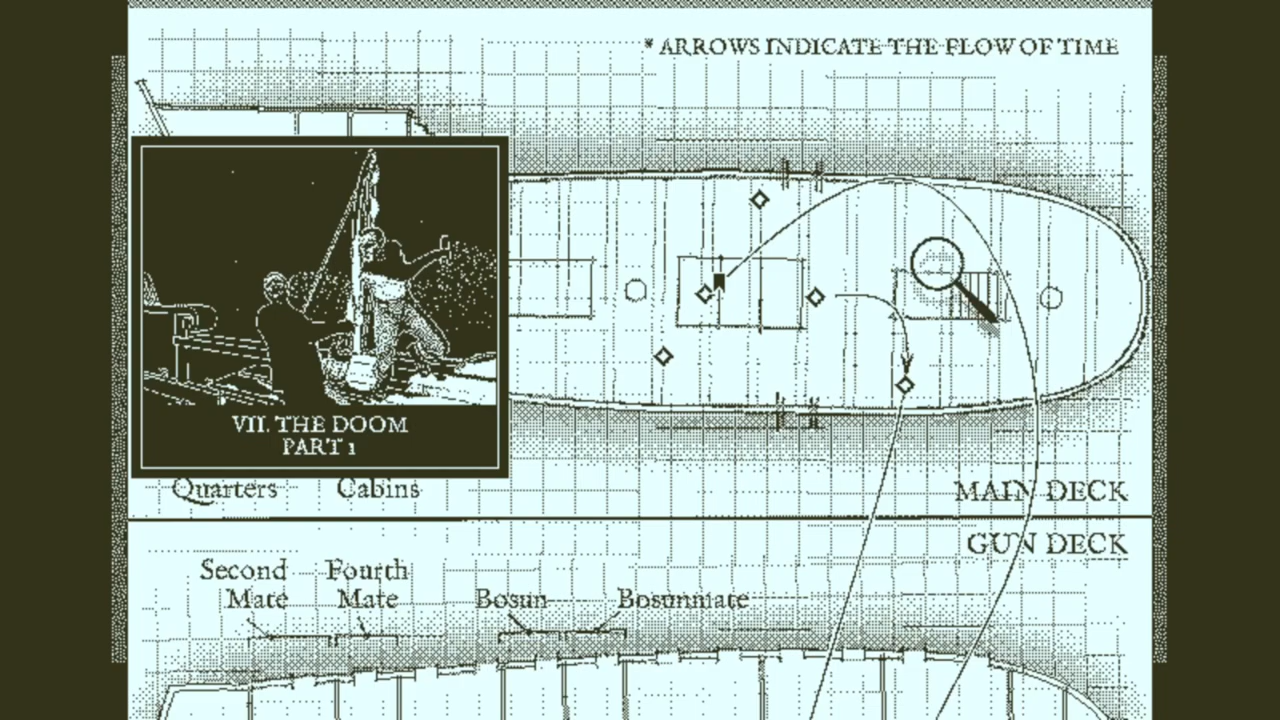 * ARROWS INDICATE THE FLOW OF TIME
VII. THE DOOM
PART 1
Quarters
Cabins
MAIN DECK
GUN DECK
Second
Mate
Fourth
Mate
Bosun
Bosunmate